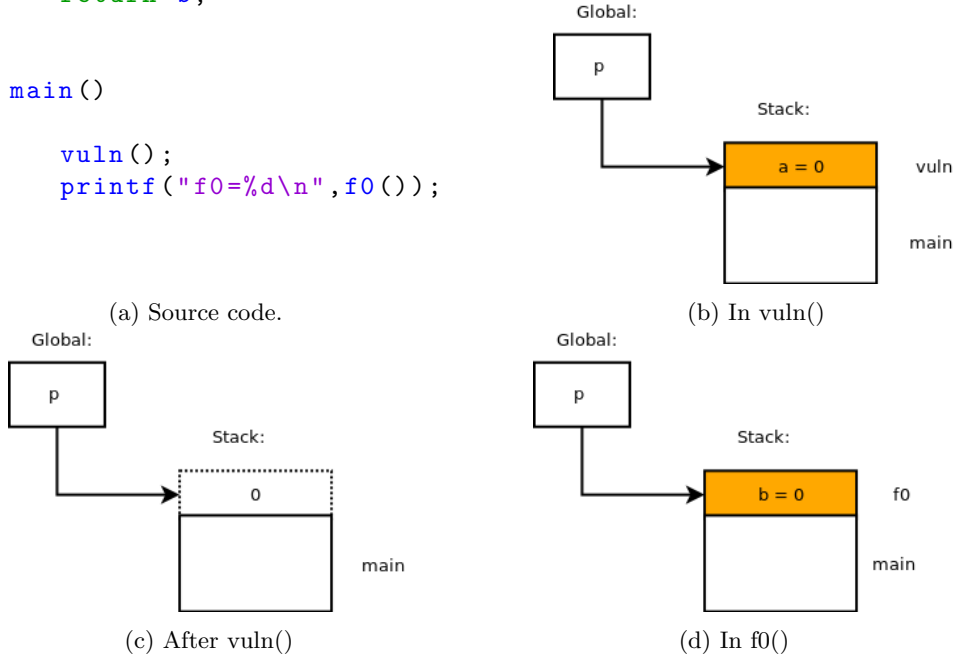 return b;
main()
vuln();
printf("f0=%d\n",f0());
(a) Source code.
Global:
p
Stack:
a = 0
vuln
main
(b) In vuln()
Global:
p
Stack:
0
main
(c) After vuln()
Global:
p
Stack:
b = 0
f0
main
(d) In f0()